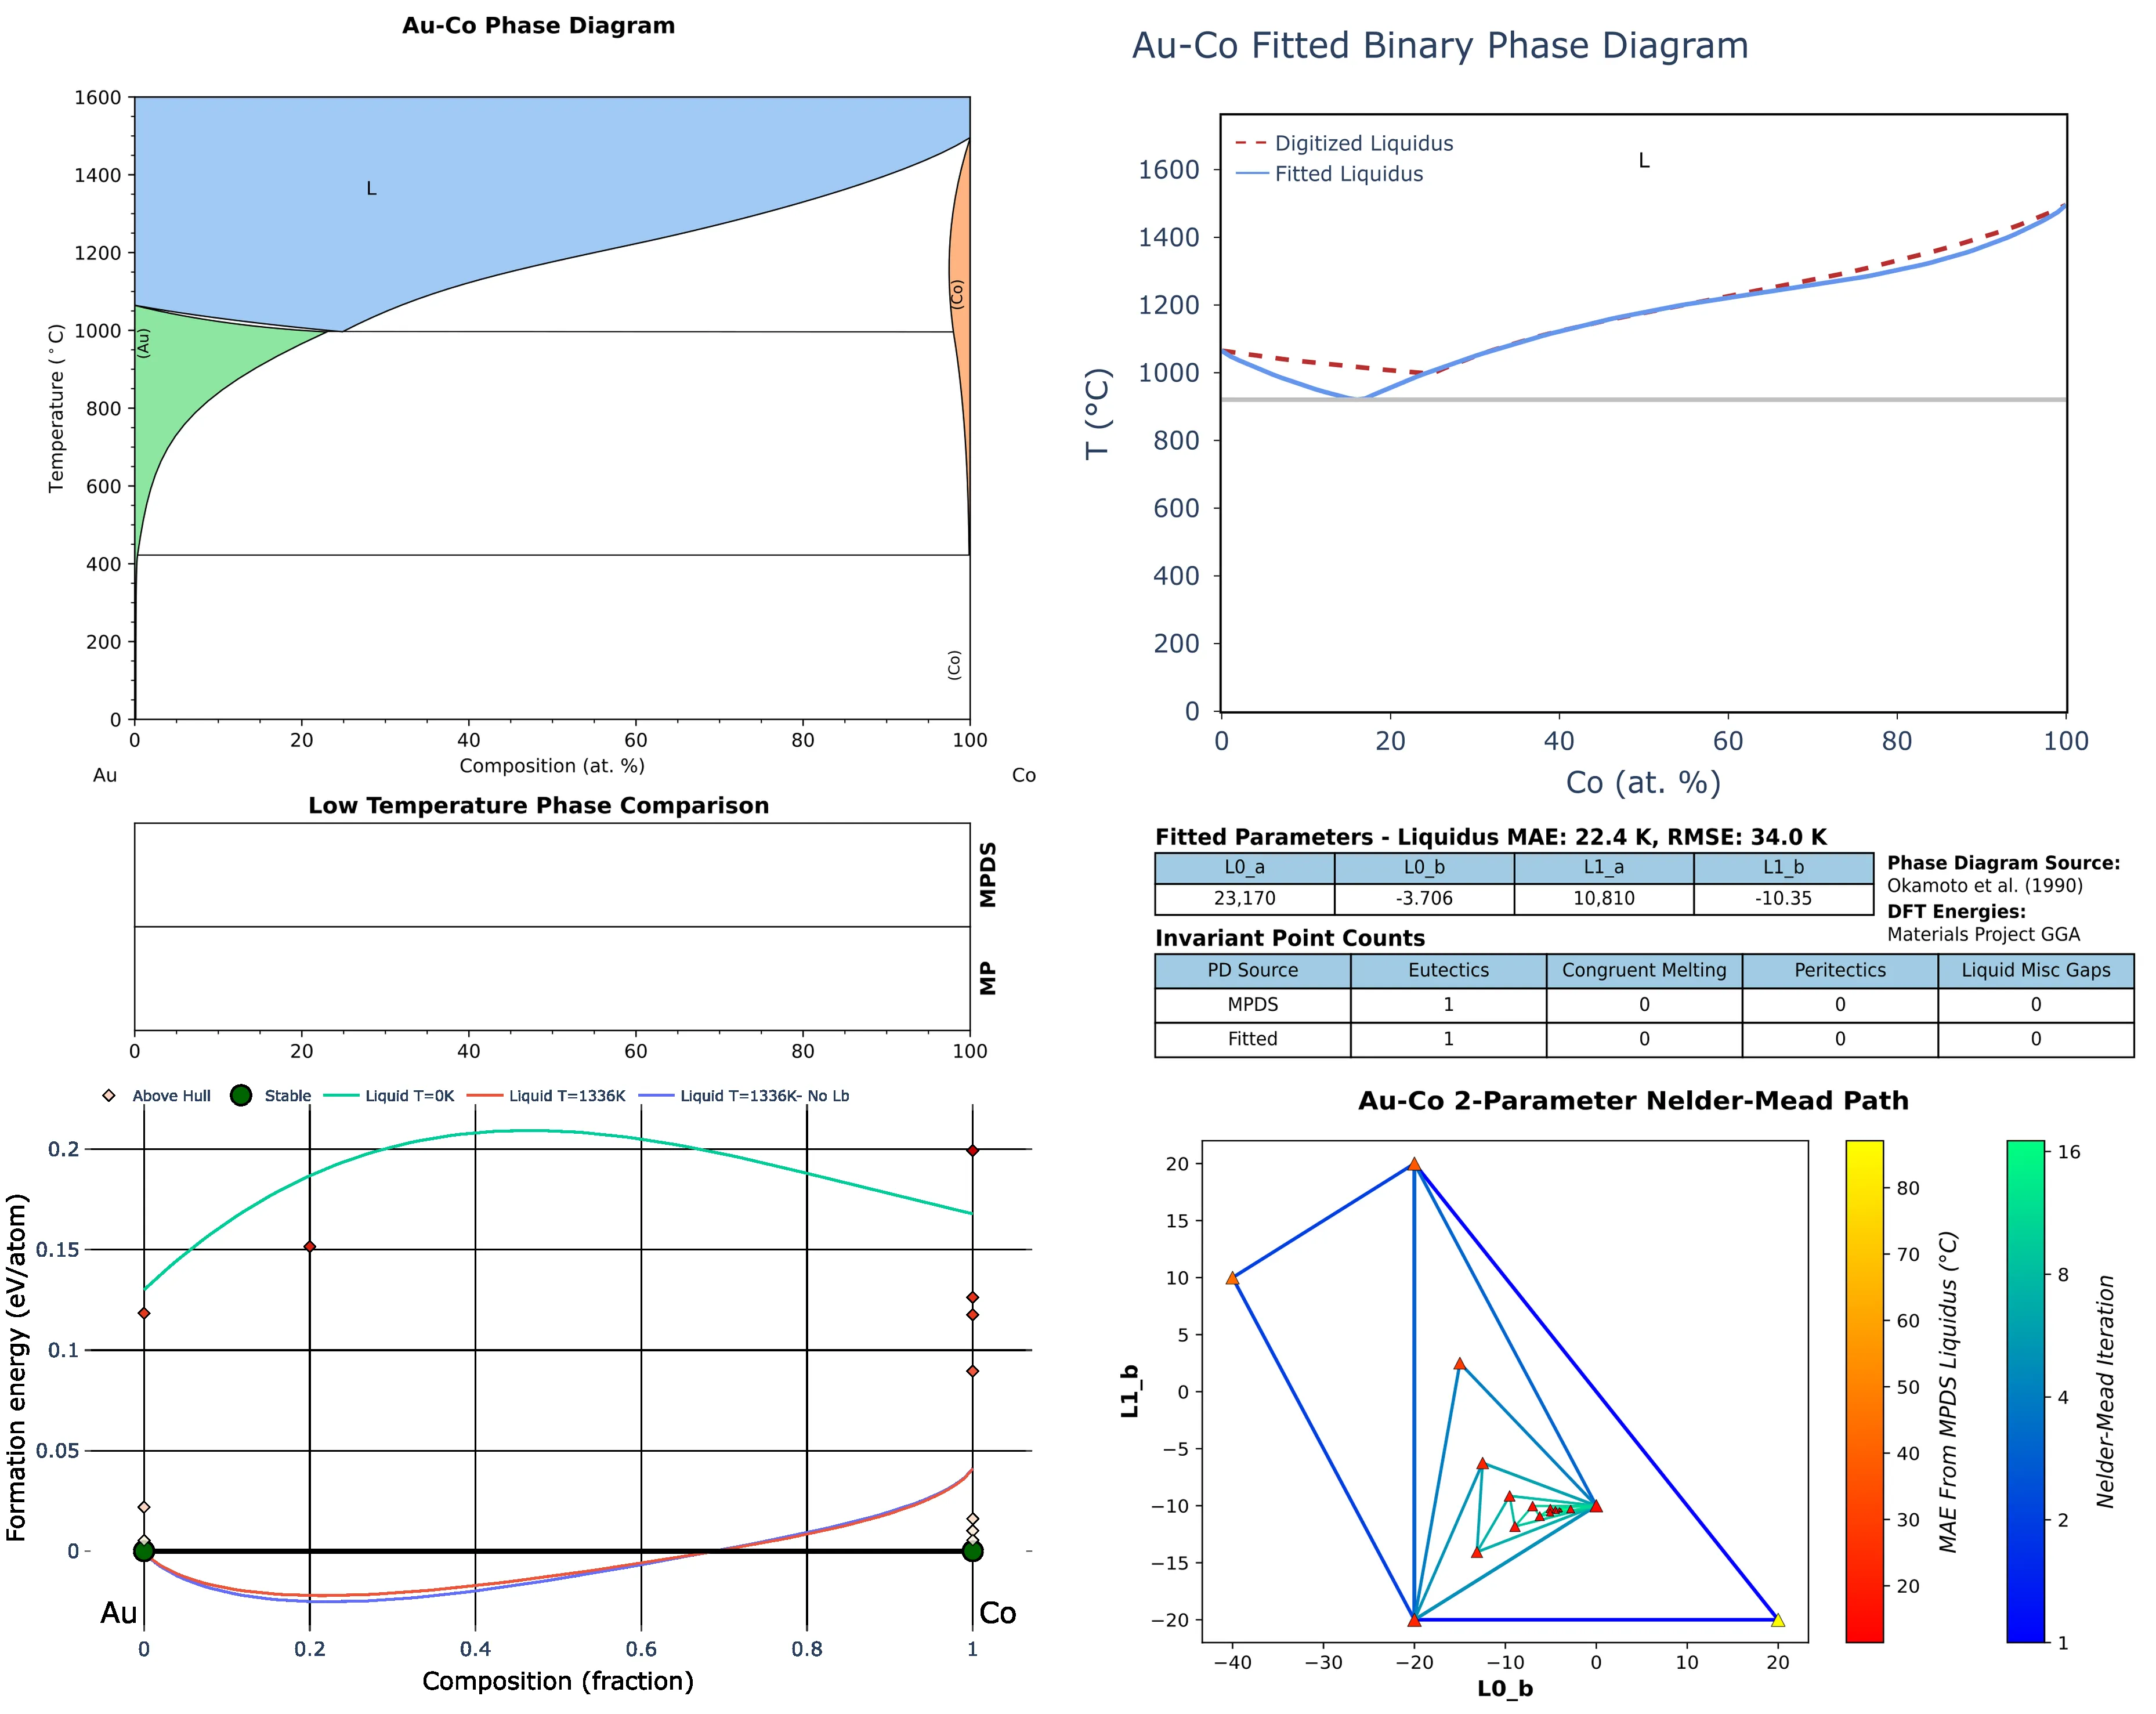 Au-Co Phase Diagram
1600
1400
1200
1000
800
600
400
200
0
Temperature (°C)
L
(Au)
(Co)
(Co)
0 20 40 60 80 100
Au Composition (at. %) Co
Au-Co Fitted Binary Phase Diagram
Digitized Liquidus
Fitted Liquidus
L
1600
1400
1200
1000
800
600
400
200
0
T (°C)
0 20 40 60 80 100
Co (at. %)
Low Temperature Phase Comparison
MPDS
MP
0 20 40 60 80 100
Fitted Parameters - Liquidus MAE: 22.4 K, RMSE: 34.0 K
L0_a L0_b L1_a L1_b
23,170 -3.706 10,810 -10.35
Phase Diagram Source:
Okamoto et al. (1990)
DFT Energies:
Materials Project GGA
Invariant Point Counts
PD Source Eutectics Congruent Melting Peritectics Liquid Misc Gaps
MPDS 1 0 0 0
Fitted 1 0 0 0
Above Hull Stable Liquid T=0K Liquid T=1336K Liquid T=1336K- No Lb
0.2
0.15
0.1
0.05
0
Formation energy (eV/atom)
Au Co
0 0.2 0.4 0.6 0.8 1
Composition (fraction)
Au-Co 2-Parameter Nelder-Mead Path
20
15
10
5
0
−5
−10
−15
−20
L1_b
−40 −30 −20 −10 0 10 20
L0_b
80
70
60
50
40
30
20
MAE From MPDS Liquidus (°C)
16
8
4
2
1
Nelder-Mead Iteration